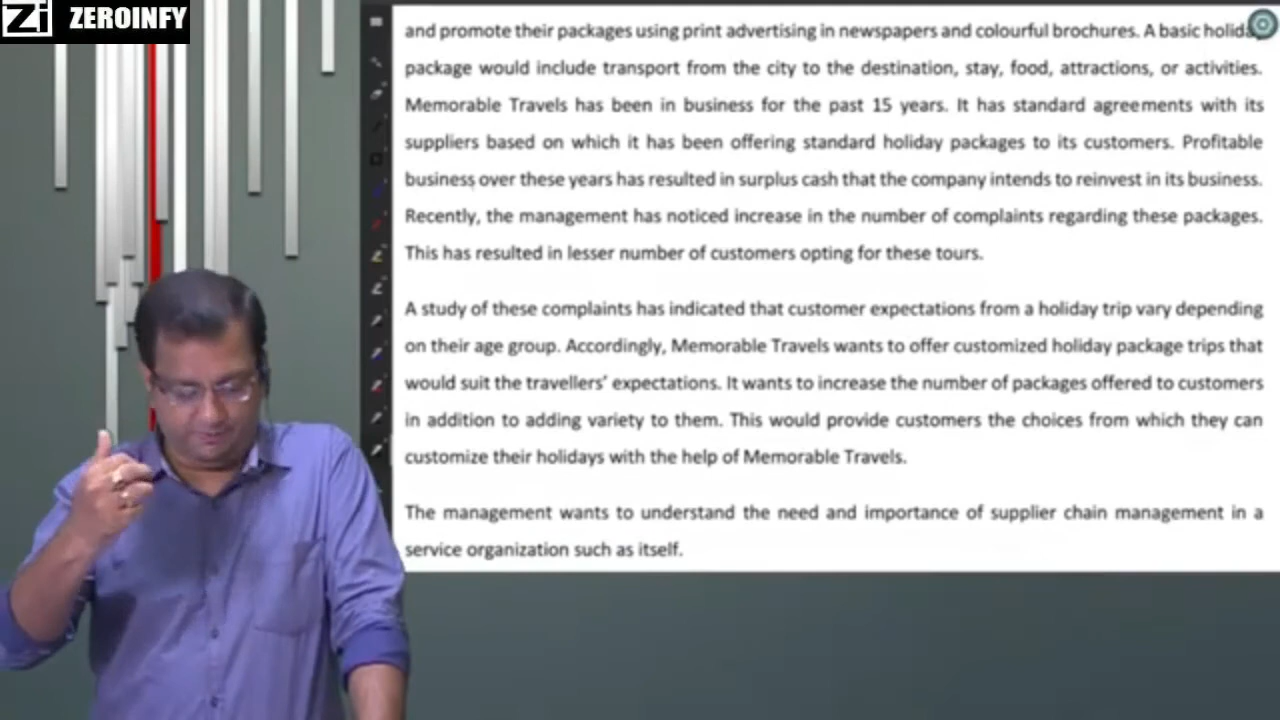 Zi ZEROINFY
and promote their packages using print advertising in newspapers and colourful brochures. A basic holiday
package would include transport from the city to the destination, stay, food, attractions, or activities.
Memorable Travels has been in business for the past 15 years. It has standard agreements with its
suppliers based on which it has been offering standard holiday packages to its customers. Profitable
business over these years has resulted in surplus cash that the company intends to reinvest in its business.
Recently, the management has noticed increase in the number of complaints regarding these packages.
This has resulted in lesser number of customers opting for these tours.
A study of these complaints has indicated that customer expectations from a holiday trip vary depending
on their age group. Accordingly, Memorable Travels wants to offer customized holiday package trips that
would suit the travellers' expectations. It wants to increase the number of packages offered to customers
in addition to adding variety to them. This would provide customers the choices from which they can
customize their holidays with the help of Memorable Travels.
The management wants to understand the need and importance of supplier chain management in a
service organization such as itself.